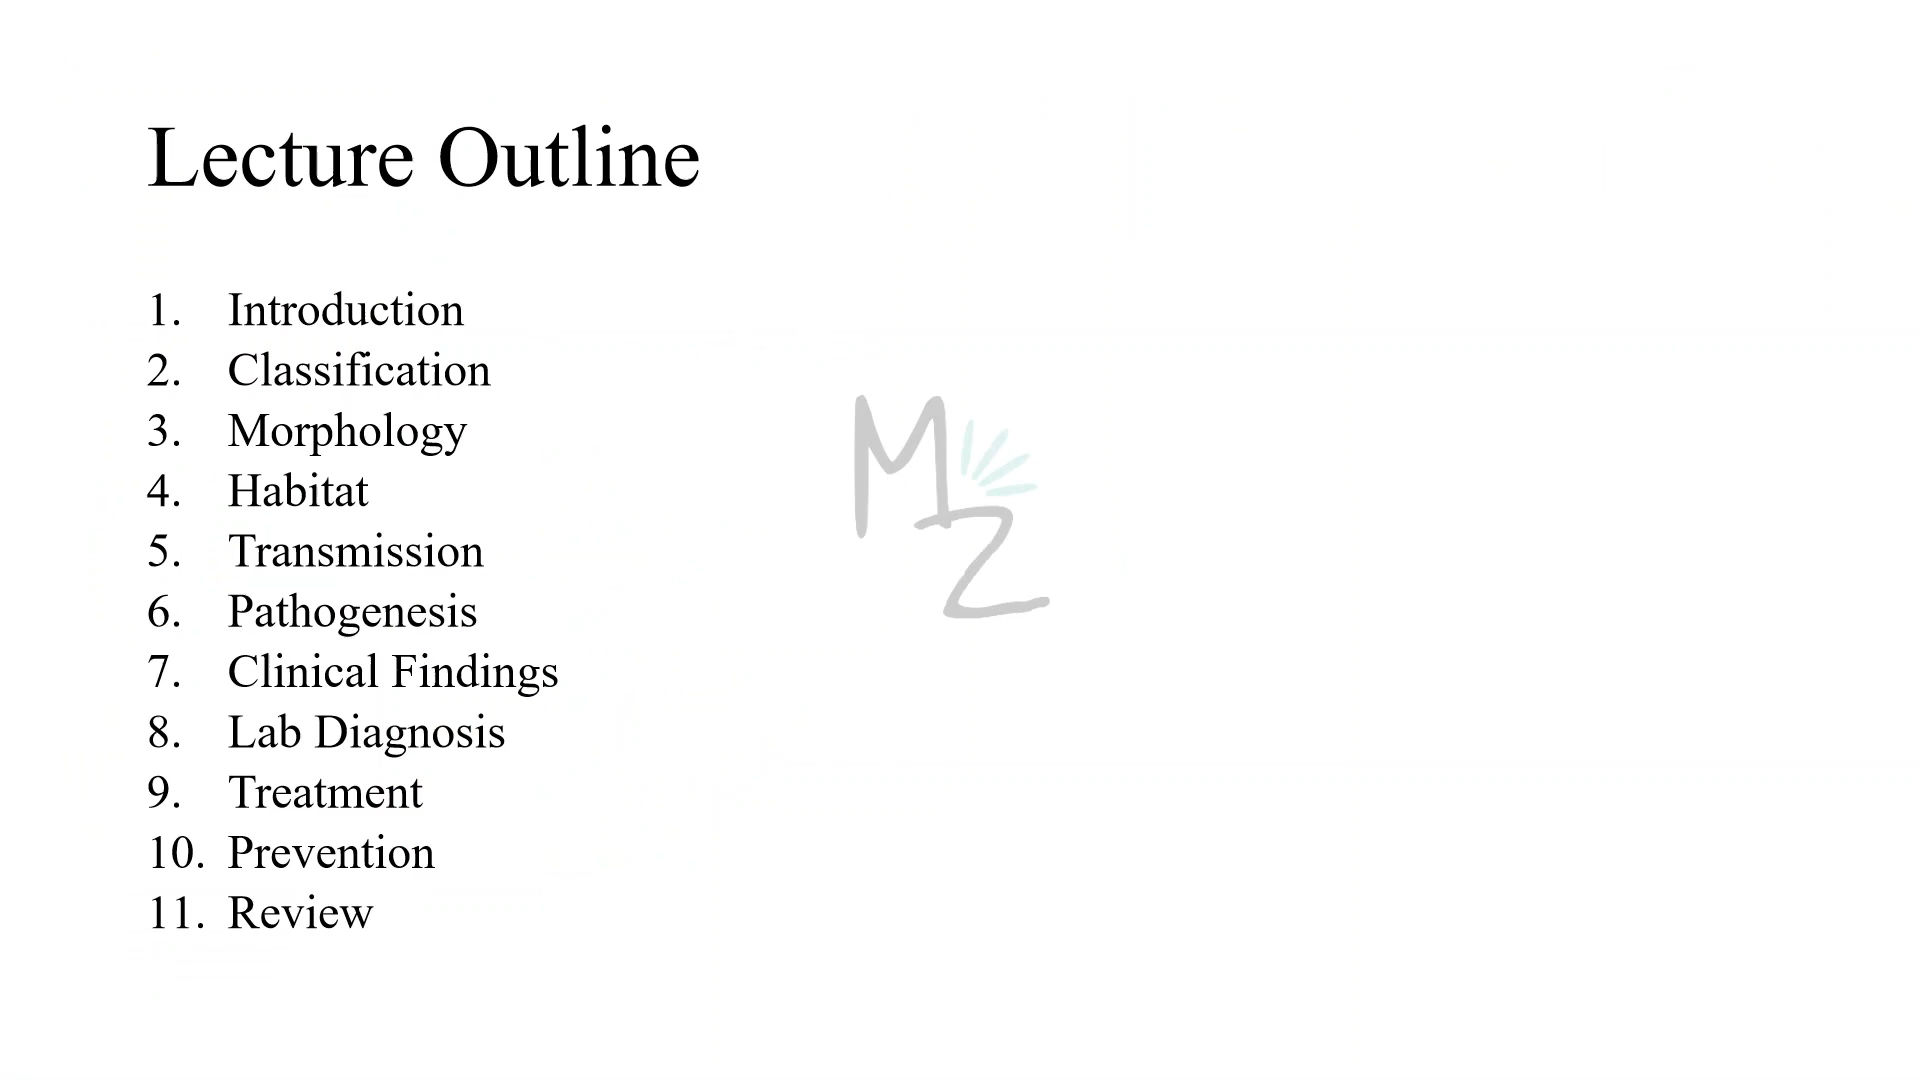 Lecture Outline
1. Introduction
2. Classification
3. Morphology
4. Habitat
5. Transmission
6. Pathogenesis
7. Clinical Findings
8. Lab Diagnosis
9. Treatment
10. Prevention
11. Review
MZ